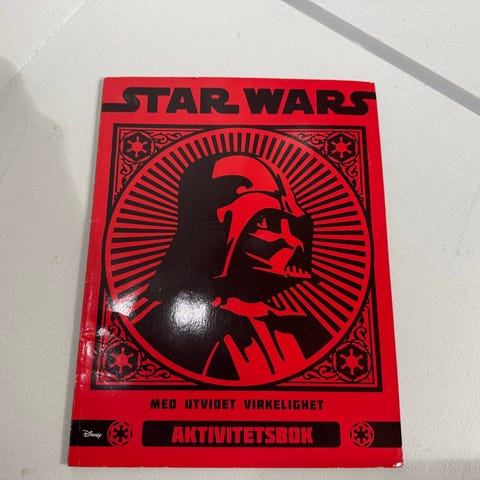 STAR WARS
MED UTVIDET VIRKELIGHET
Disney
AKTIVITETSBOK